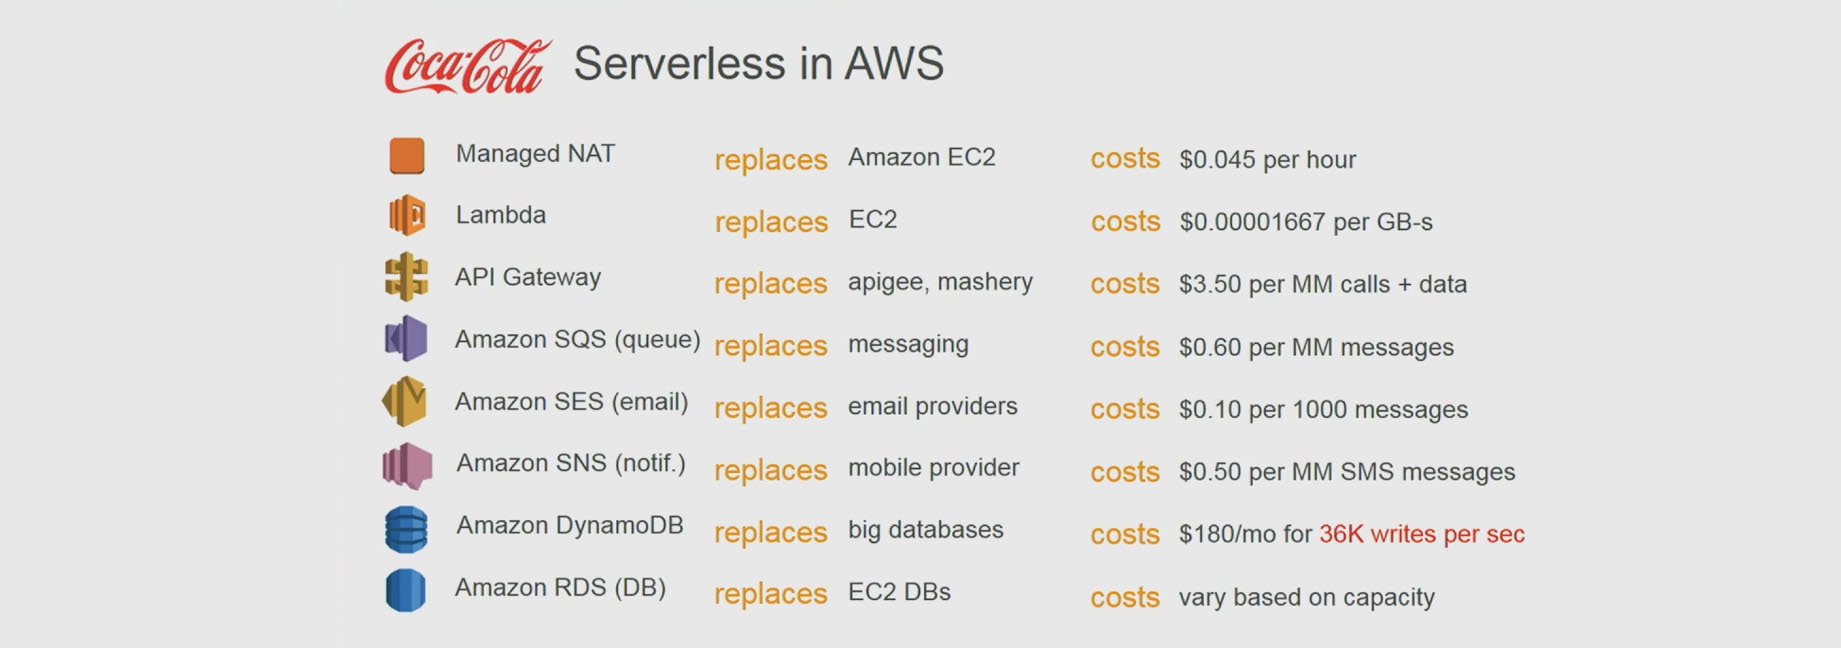 Coca-Cola Serverless in AWS
Managed NAT replaces Amazon EC2 costs $0.045 per hour
Lambda replaces EC2 costs $0.00001667 per GB-s
API Gateway replaces apigee, mashery costs $3.50 per MM calls + data
Amazon SQS (queue) replaces messaging costs $0.60 per MM messages
Amazon SES (email) replaces email providers costs $0.10 per 1000 messages
Amazon SNS (notif.) replaces mobile provider costs $0.50 per MM SMS messages
Amazon DynamoDB replaces big databases costs $180/mo for 36K writes per sec
Amazon RDS (DB) replaces EC2 DBs costs vary based on capacity